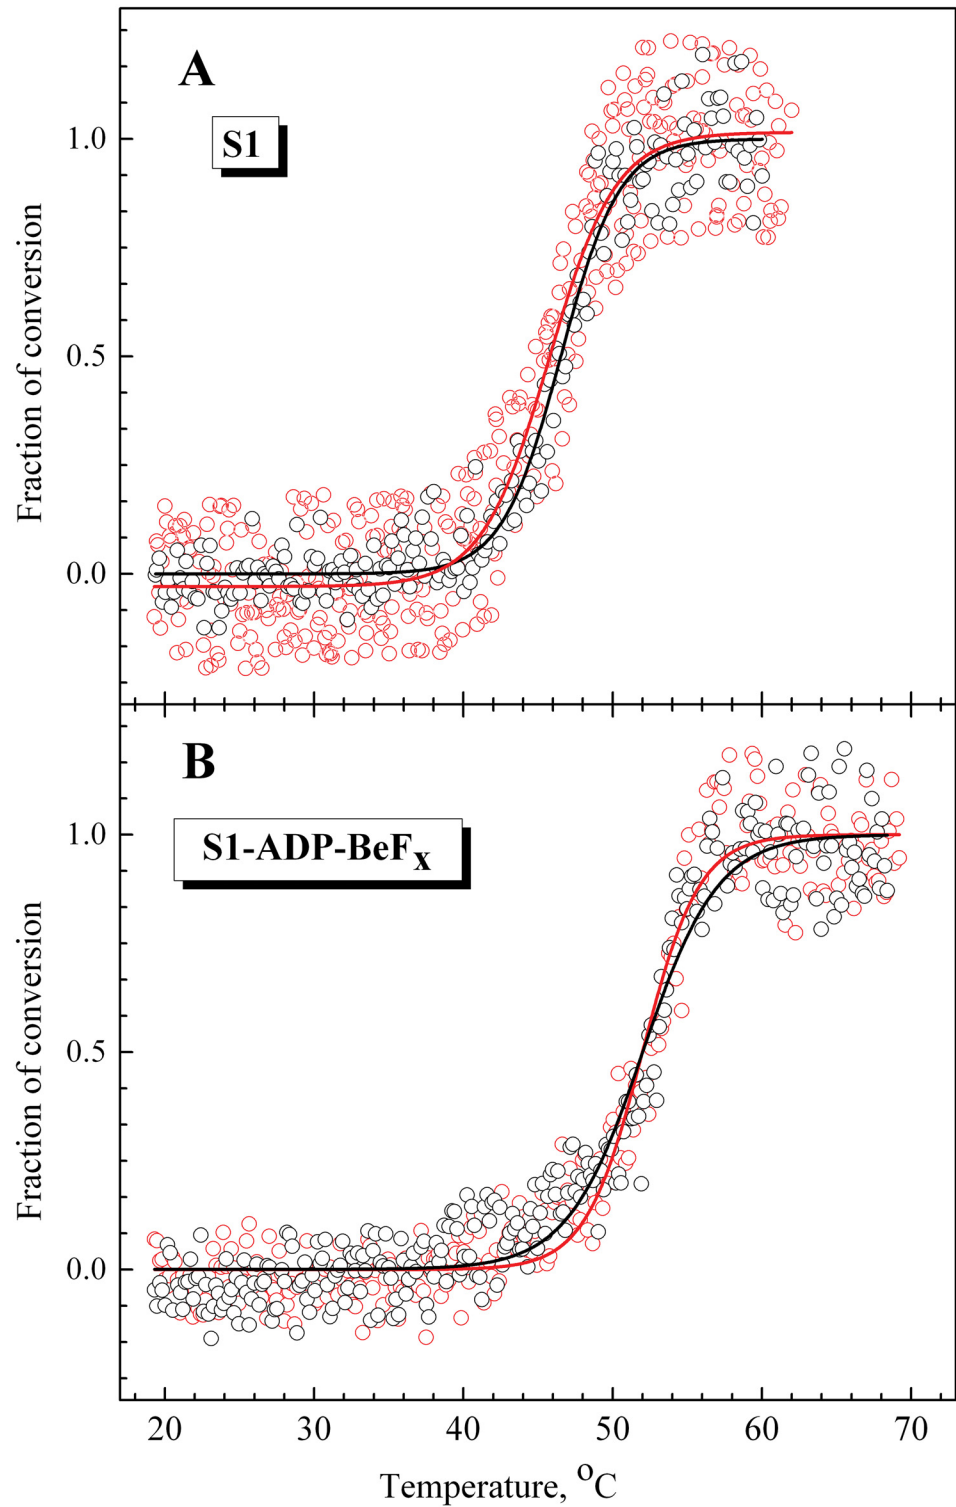 A
S1
Fraction of conversion
1.0
0.5
0.0
B
S1-ADP-BeFx
Fraction of conversion
1.0
0.5
0.0
20 30 40 50 60 70
Temperature, °C